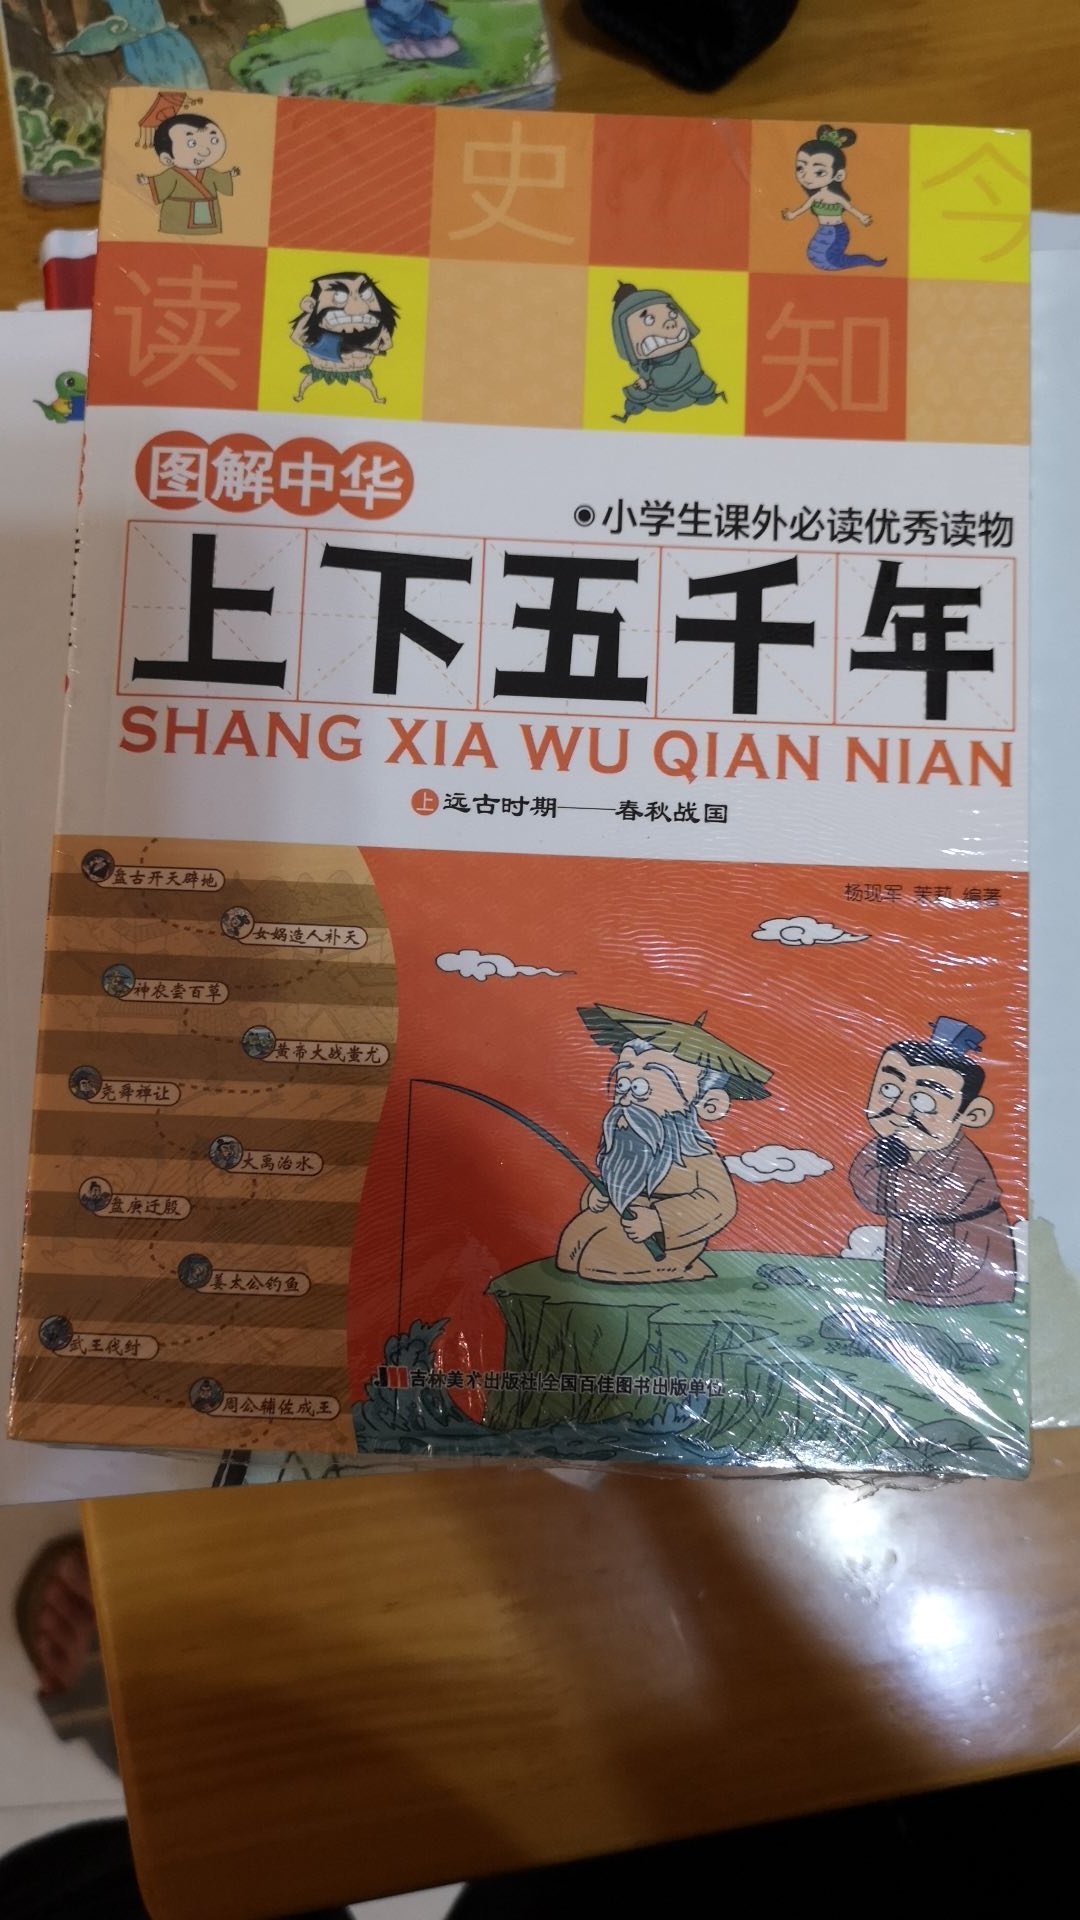 史 今
读 知
图解中华
小学生课外必读优秀读物
上下五千年
SHANG XIA WU QIAN NIAN
上 远古时期——春秋战国
杨现军 茉莉 编著
盘古开天辟地
女娲造人补天
神农尝百草
黄帝大战蚩尤
尧舜禅让
大禹治水
盘庚迁殷
姜太公钓鱼
武王伐纣
周公辅佐成王
吉林美术出版社|全国百佳图书出版单位